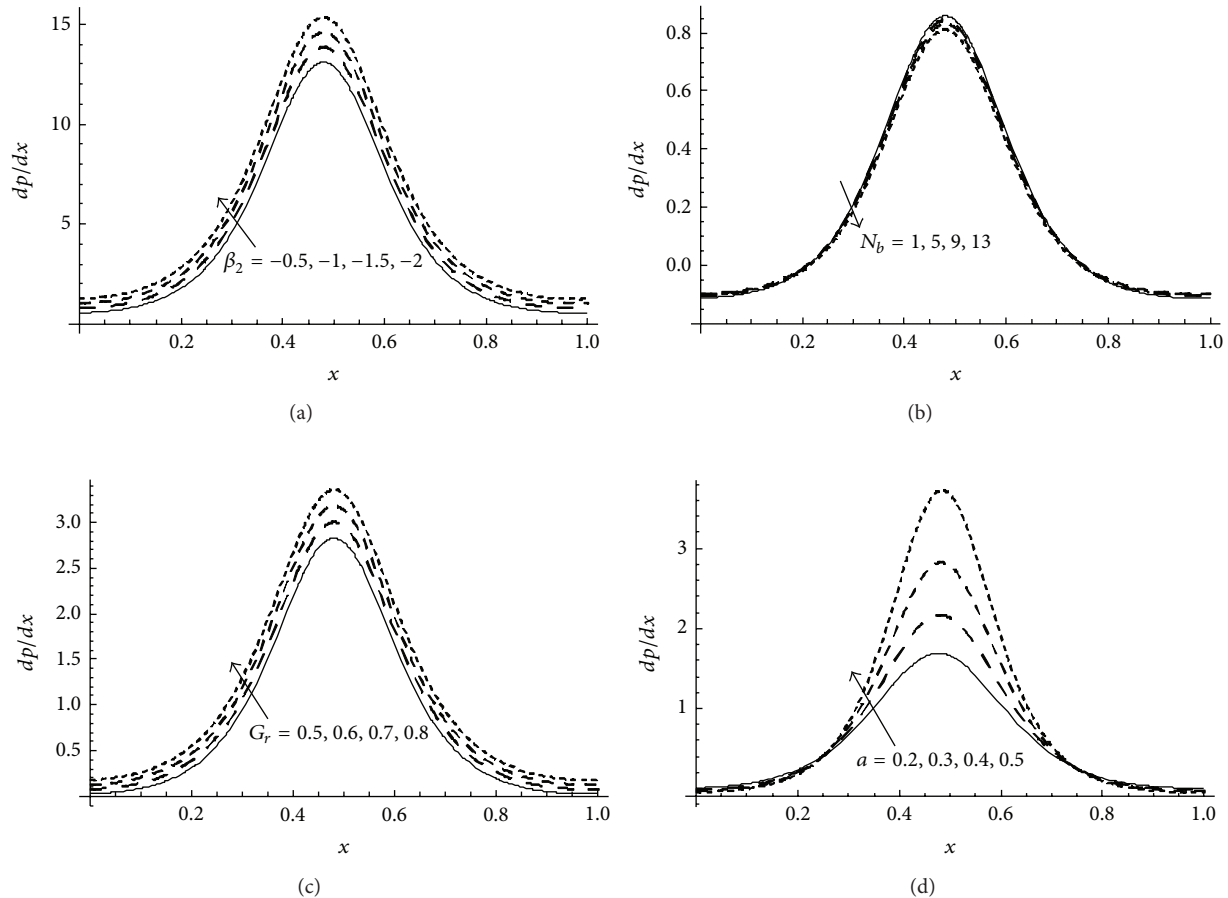 15
10
5
dp/dx
β₂ = −0.5, −1, −1.5, −2
0.2 0.4 0.6 0.8 1.0
x
(a)
0.8
0.6
0.4
0.2
0.0
dp/dx
N_b = 1, 5, 9, 13
0.2 0.4 0.6 0.8 1.0
x
(b)
3.0
2.5
2.0
1.5
1.0
0.5
dp/dx
G_r = 0.5, 0.6, 0.7, 0.8
0.2 0.4 0.6 0.8 1.0
x
(c)
3
2
1
dp/dx
a = 0.2, 0.3, 0.4, 0.5
0.2 0.4 0.6 0.8 1.0
x
(d)